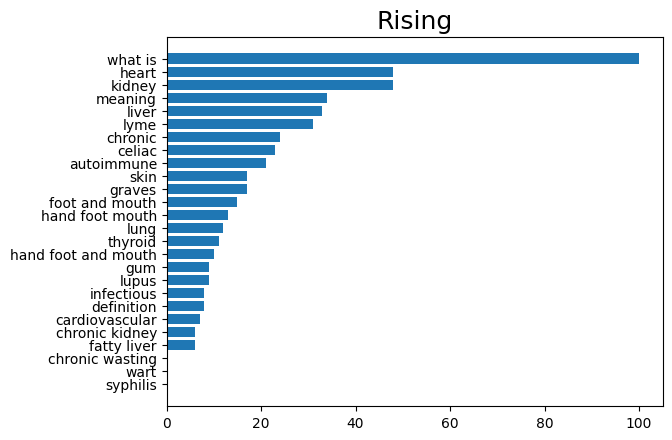 Rising
what is
heart
kidney
meaning
liver
lyme
chronic
celiac
autoimmune
skin
graves
foot and mouth
hand foot mouth
lung
thyroid
hand foot and mouth
gum
lupus
infectious
definition
cardiovascular
chronic kidney
fatty liver
chronic wasting
wart
syphilis
0 20 40 60 80 100